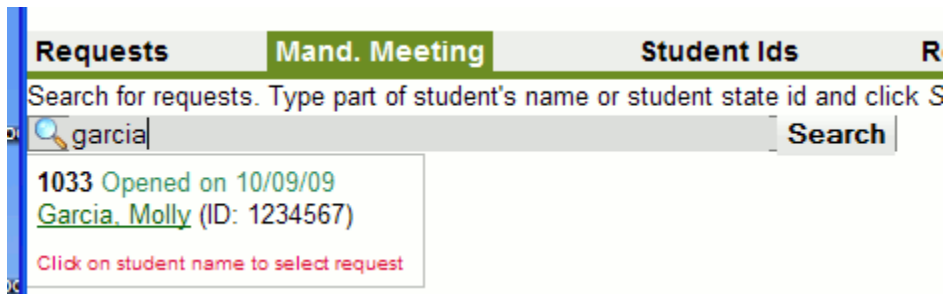 Requests Mand. Meeting Student Ids
Search for requests. Type part of student's name or student state id and click
garcia Search
1033 Opened on 10/09/09
Garcia, Molly (ID: 1234567)
Click on student name to select request